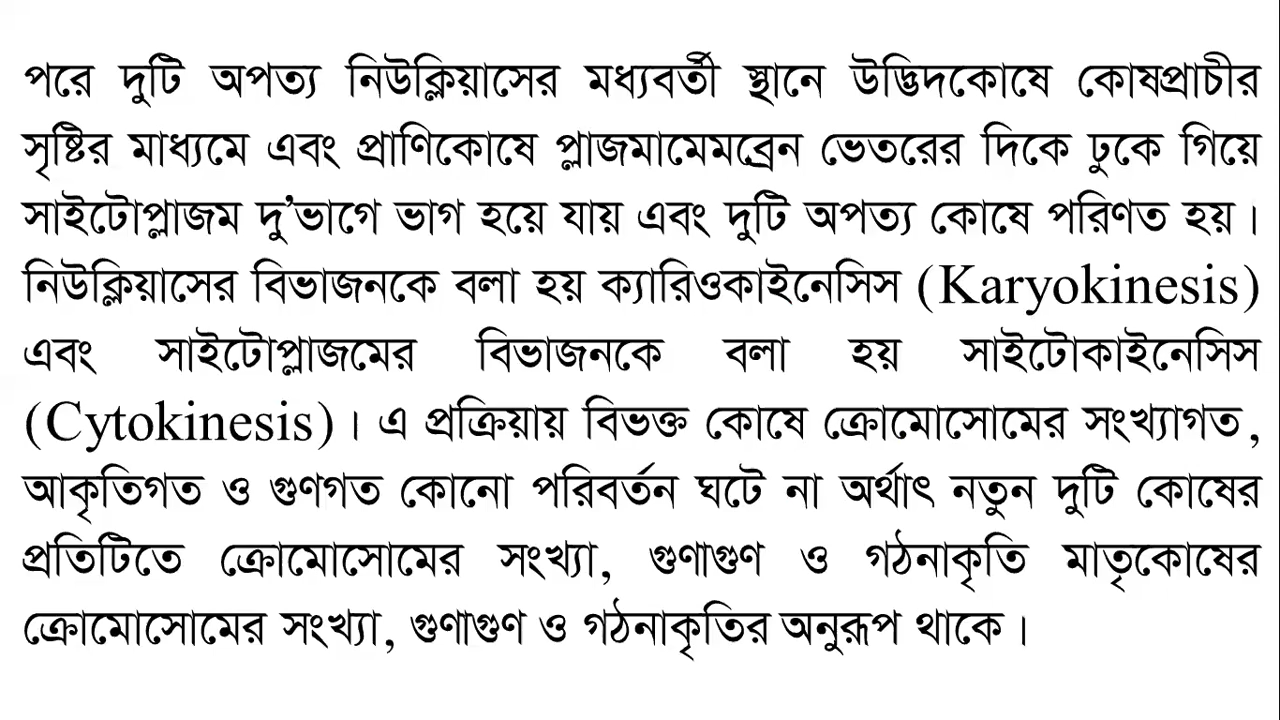 পরে দুটি অপত্য নিউক্লিয়াসের মধ্যবর্তী স্থানে উদ্ভিদকোষে কোষপ্রাচীর
সৃষ্টির মাধ্যমে এবং প্রাণিকোষে প্লাজমামেমব্রেন ভেতরের দিকে ঢুকে গিয়ে
সাইটোপ্লাজম দু’ভাগে ভাগ হয়ে যায় এবং দুটি অপত্য কোষে পরিণত হয়।
নিউক্লিয়াসের বিভাজনকে বলা হয় ক্যারিওকাইনেসিস (Karyokinesis)
এবং সাইটোপ্লাজমের বিভাজনকে বলা হয় সাইটোকাইনেসিস
(Cytokinesis)। এ প্রক্রিয়ায় বিভক্ত কোষে ক্রোমোসোমের সংখ্যাগত,
আকৃতিগত ও গুণগত কোনো পরিবর্তন ঘটে না অর্থাৎ নতুন দুটি কোষের
প্রতিটিতে ক্রোমোসোমের সংখ্যা, গুণাগুণ ও গঠনাকৃতি মাতৃকোষের
ক্রোমোসোমের সংখ্যা, গুণাগুণ ও গঠনাকৃতির অনুরূপ থাকে।